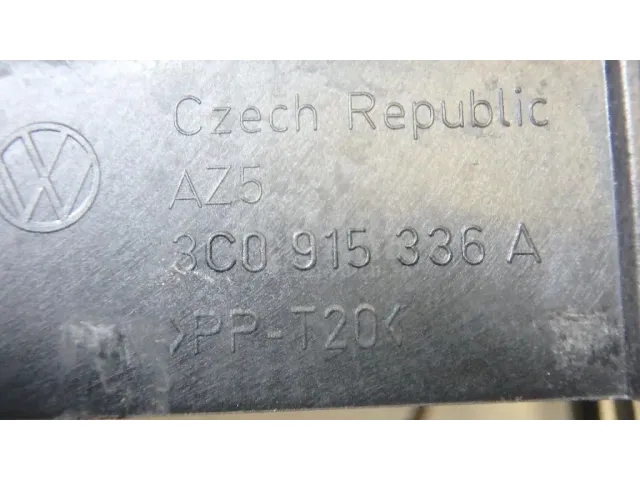 Czech Republic
AZ5
3C0 915 336 A
>PP-T20<